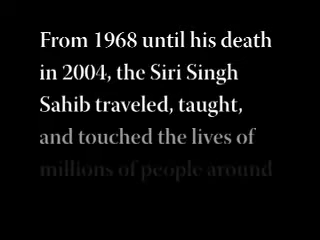 From 1968 until his death
in 2004, the Siri Singh
Sahib traveled, taught,
and touched the lives of
millions of people around